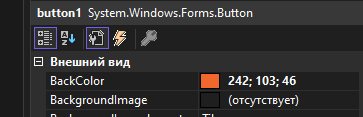 button1 System.Windows.Forms.Button
Внешний вид
BackColor 242; 103; 46
BackgroundImage (отсутствует)